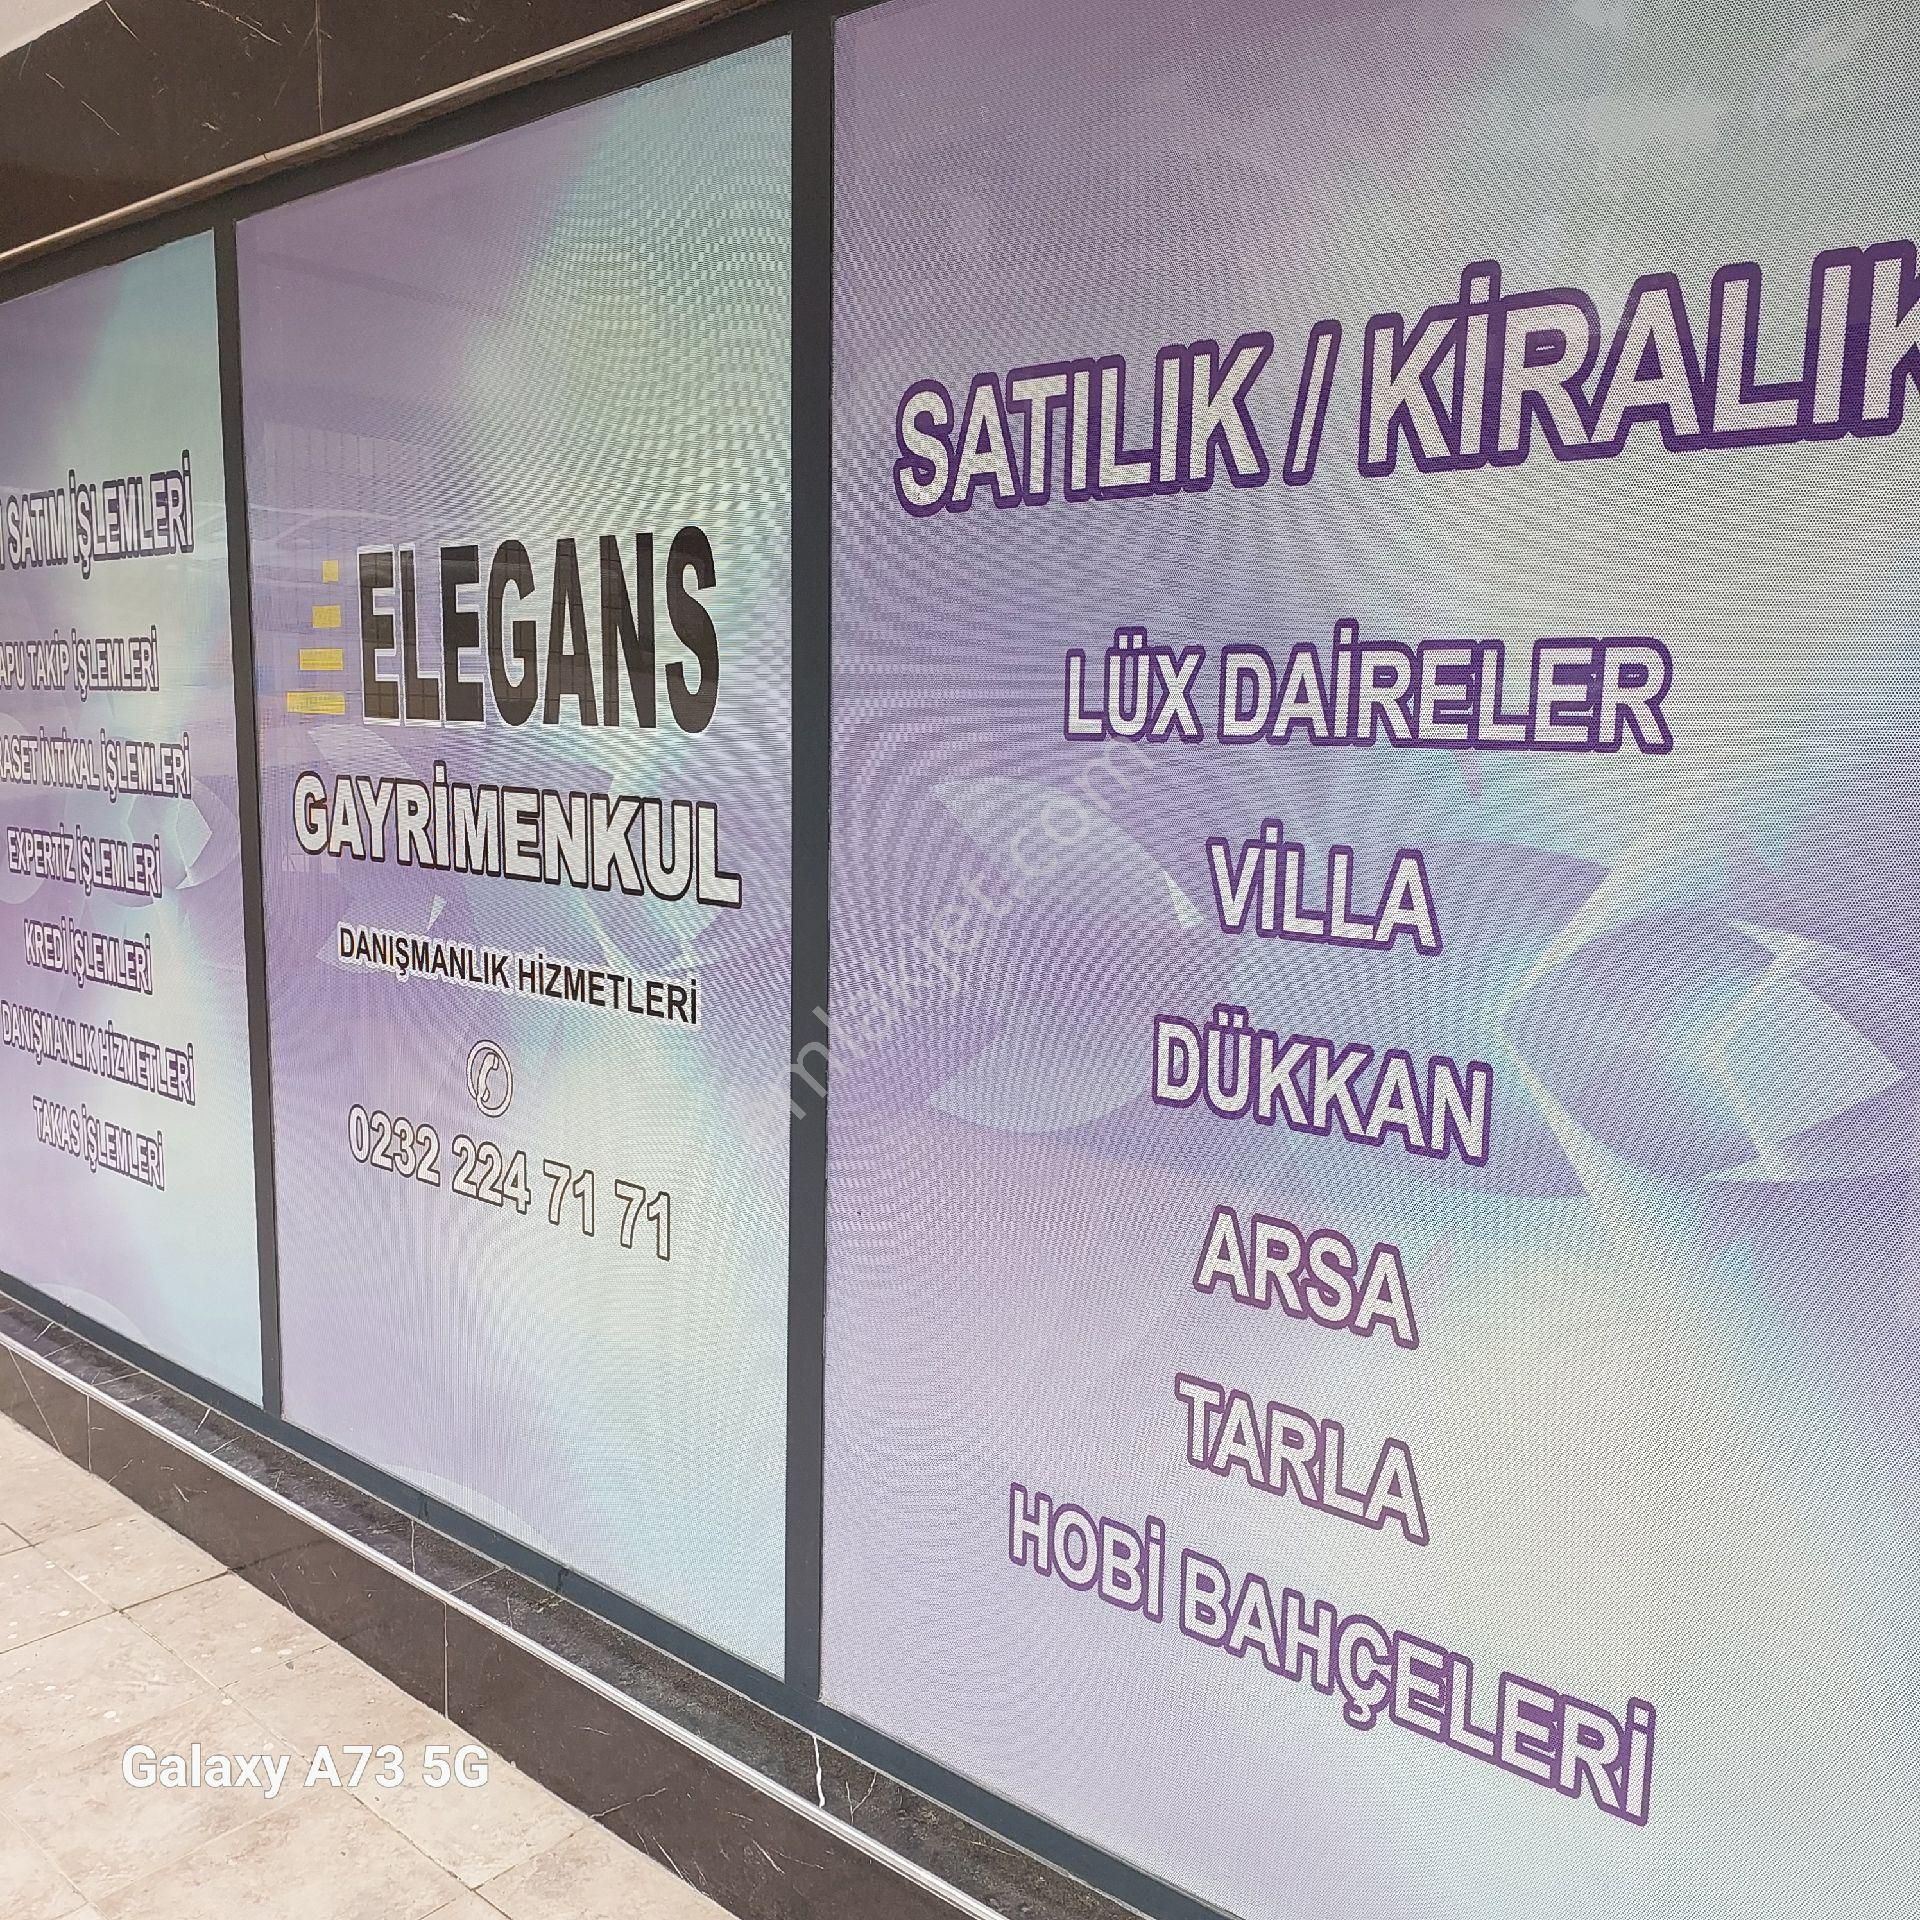 SATIM İŞLEMLERİ
TAKİP İŞLEMLERİ
İNTİKAL İŞLEMLERİ
EXPERTİZ İŞLEMLERİ
KREDİ İŞLEMLERİ
DANIŞMANLIK HİZMETLERİ
TAKAS İŞLEMLERİ
ELEGANS
GAYRİMENKUL
DANIŞMANLIK HİZMETLERİ
0232 224 71 71
SATILIK / KİRALIK
LÜX DAİRELER
VİLLA
DÜKKAN
ARSA
TARLA
HOBİ BAHÇELERİ
mlakjet.com
Galaxy A73 5G